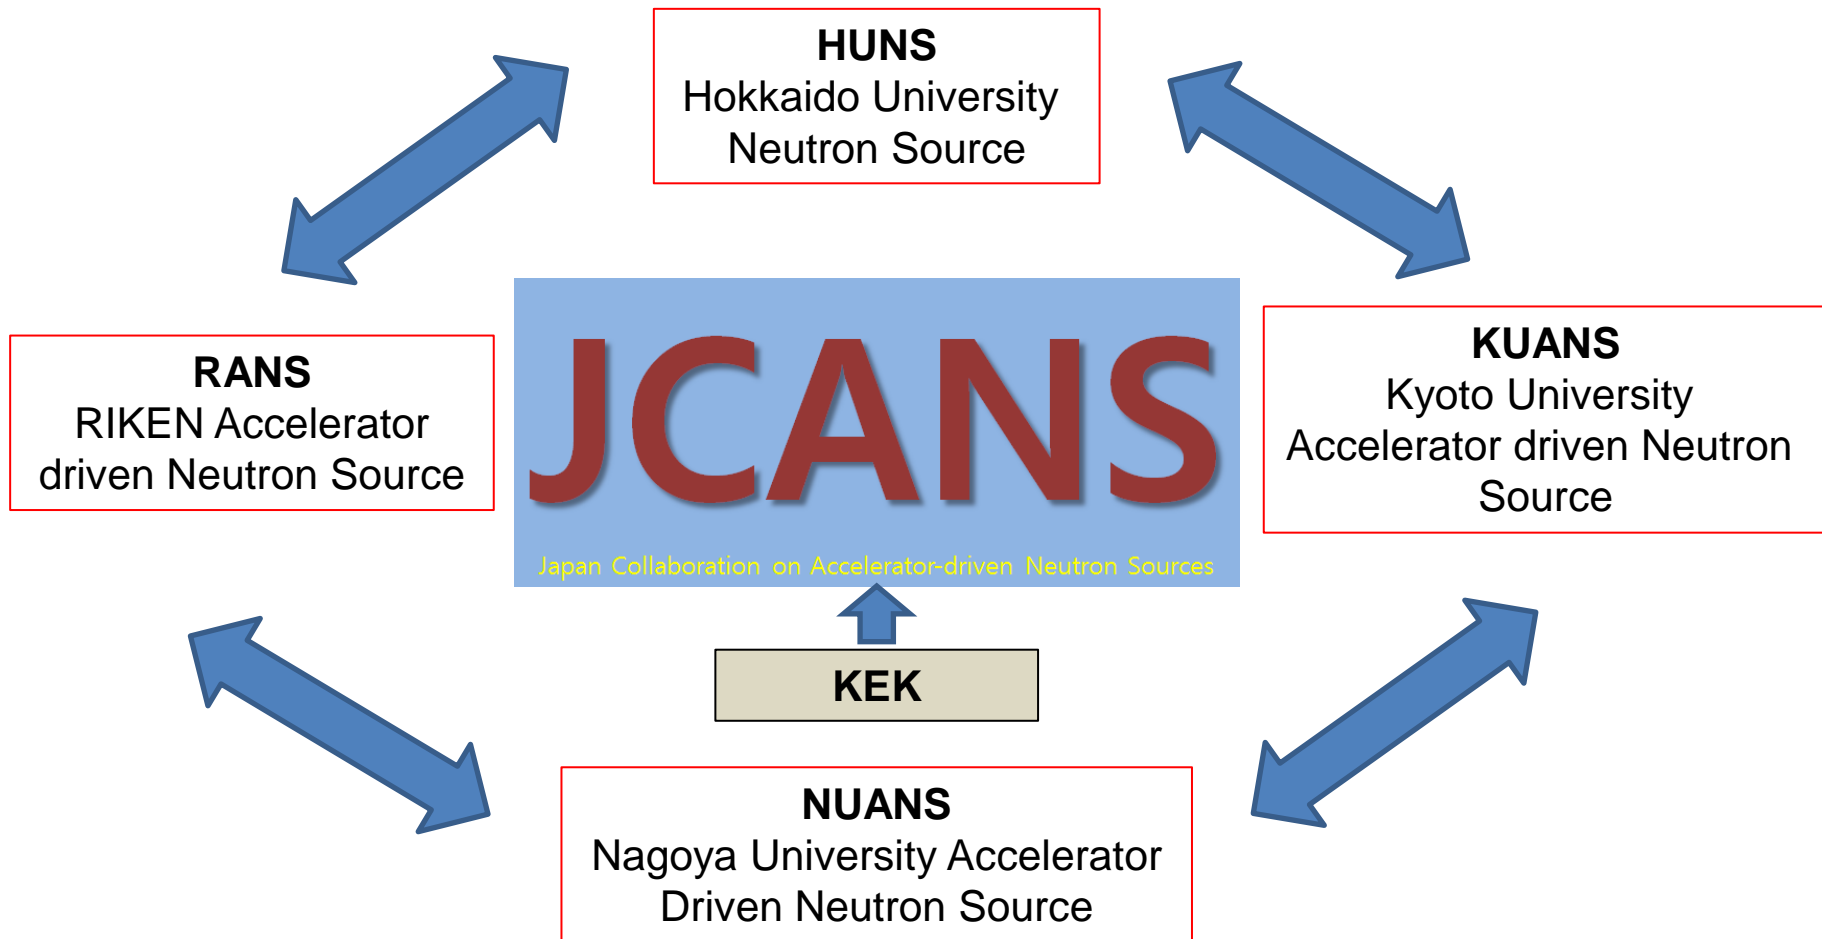 HUNS
Hokkaido University
Neutron Source
RANS
RIKEN Accelerator
driven Neutron Source
JCANS
Japan Collaboration on Accelerator-driven Neutron Sources
KUANS
Kyoto University
Accelerator driven Neutron
Source
KEK
NUANS
Nagoya University Accelerator
Driven Neutron Source